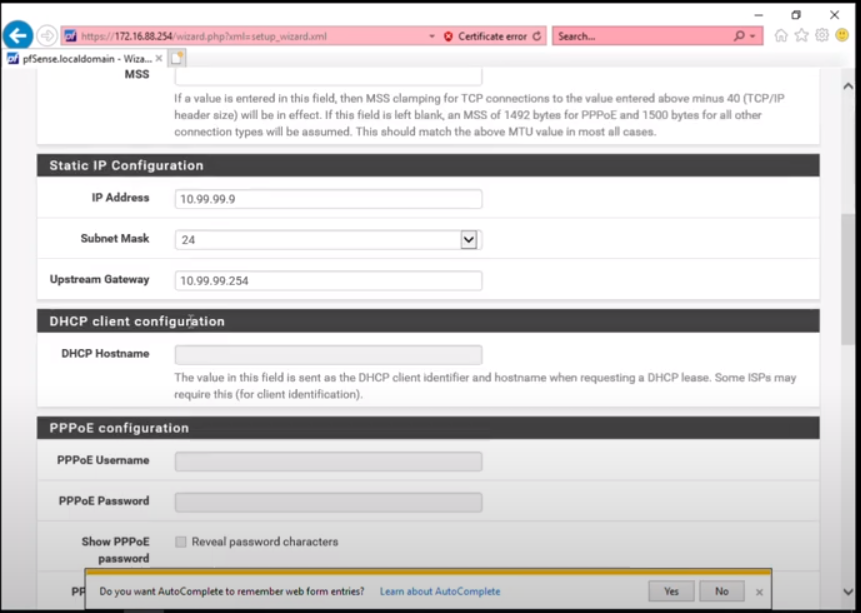 https://172.16.88.254/wizard.php?xml=setup_wizard.xml
Certificate error
Search...
pfSense.localdomain - Wiza...
MSS
If a value is entered in this field, then MSS clamping for TCP connections to the value entered above minus 40 (TCP/IP
header size) will be in effect. If this field is left blank, an MSS of 1492 bytes for PPPoE and 1500 bytes for all other
connection types will be assumed. This should match the above MTU value in most all cases.
Static IP Configuration
IP Address
10.99.99.9
Subnet Mask
24
Upstream Gateway
10.99.99.254
DHCP client configuration
DHCP Hostname
The value in this field is sent as the DHCP client identifier and hostname when requesting a DHCP lease. Some ISPs may
require this (for client identification).
PPPoE configuration
PPPoE Username
PPPoE Password
Show PPPoE
password
Reveal password characters
Do you want AutoComplete to remember web form entries?
Learn about AutoComplete
Yes
No